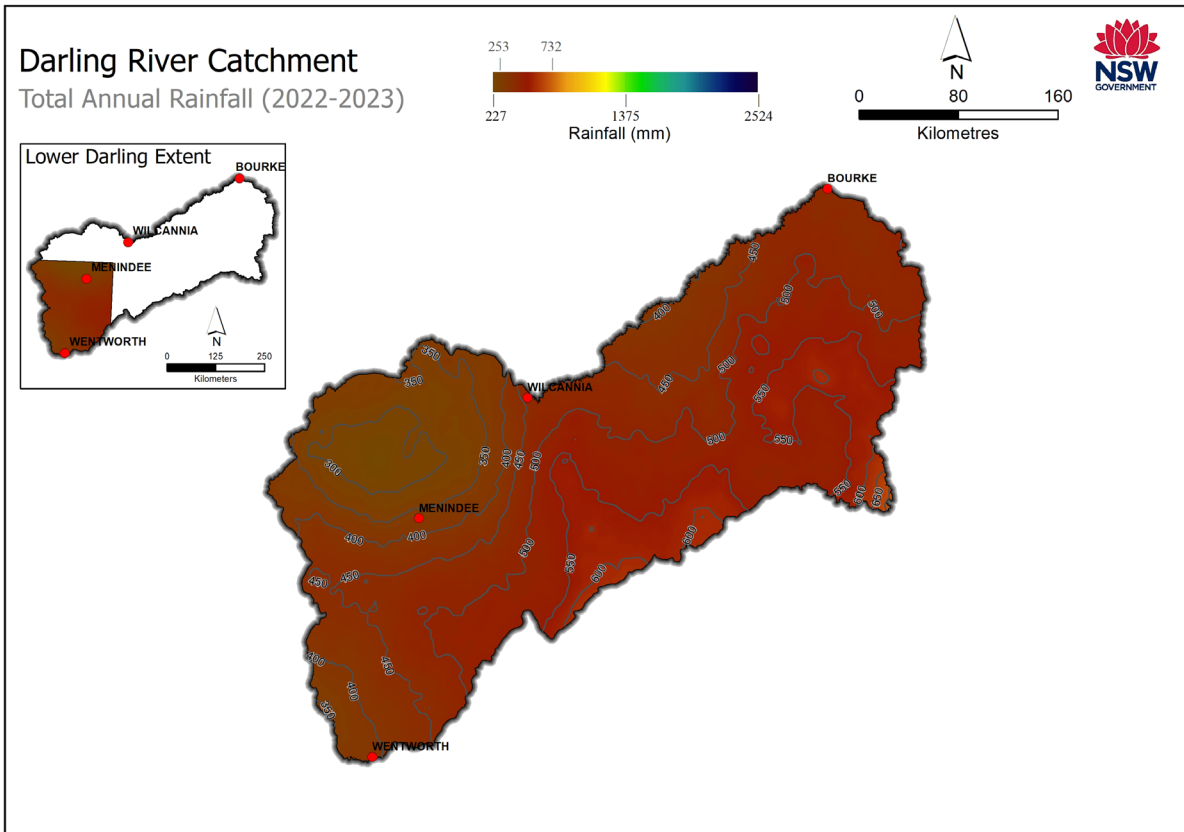 Darling River Catchment
Total Annual Rainfall (2022-2023)
253 732
227 1375 2524
Rainfall (mm)
N
0 80 160
Kilometres
NSW
GOVERNMENT
Lower Darling Extent
BOURKE
WILCANNIA
MENINDEE
WENTWORTH
N
0 125 250
Kilometers
BOURKE
450
500
400
500
350
350
500
450
WILCANNIA
550
500
550
350
400
450
500
300
550
600
650
MENINDEE
400
400
600
500
550
450
450
600
400
450
400
350
WENTWORTH